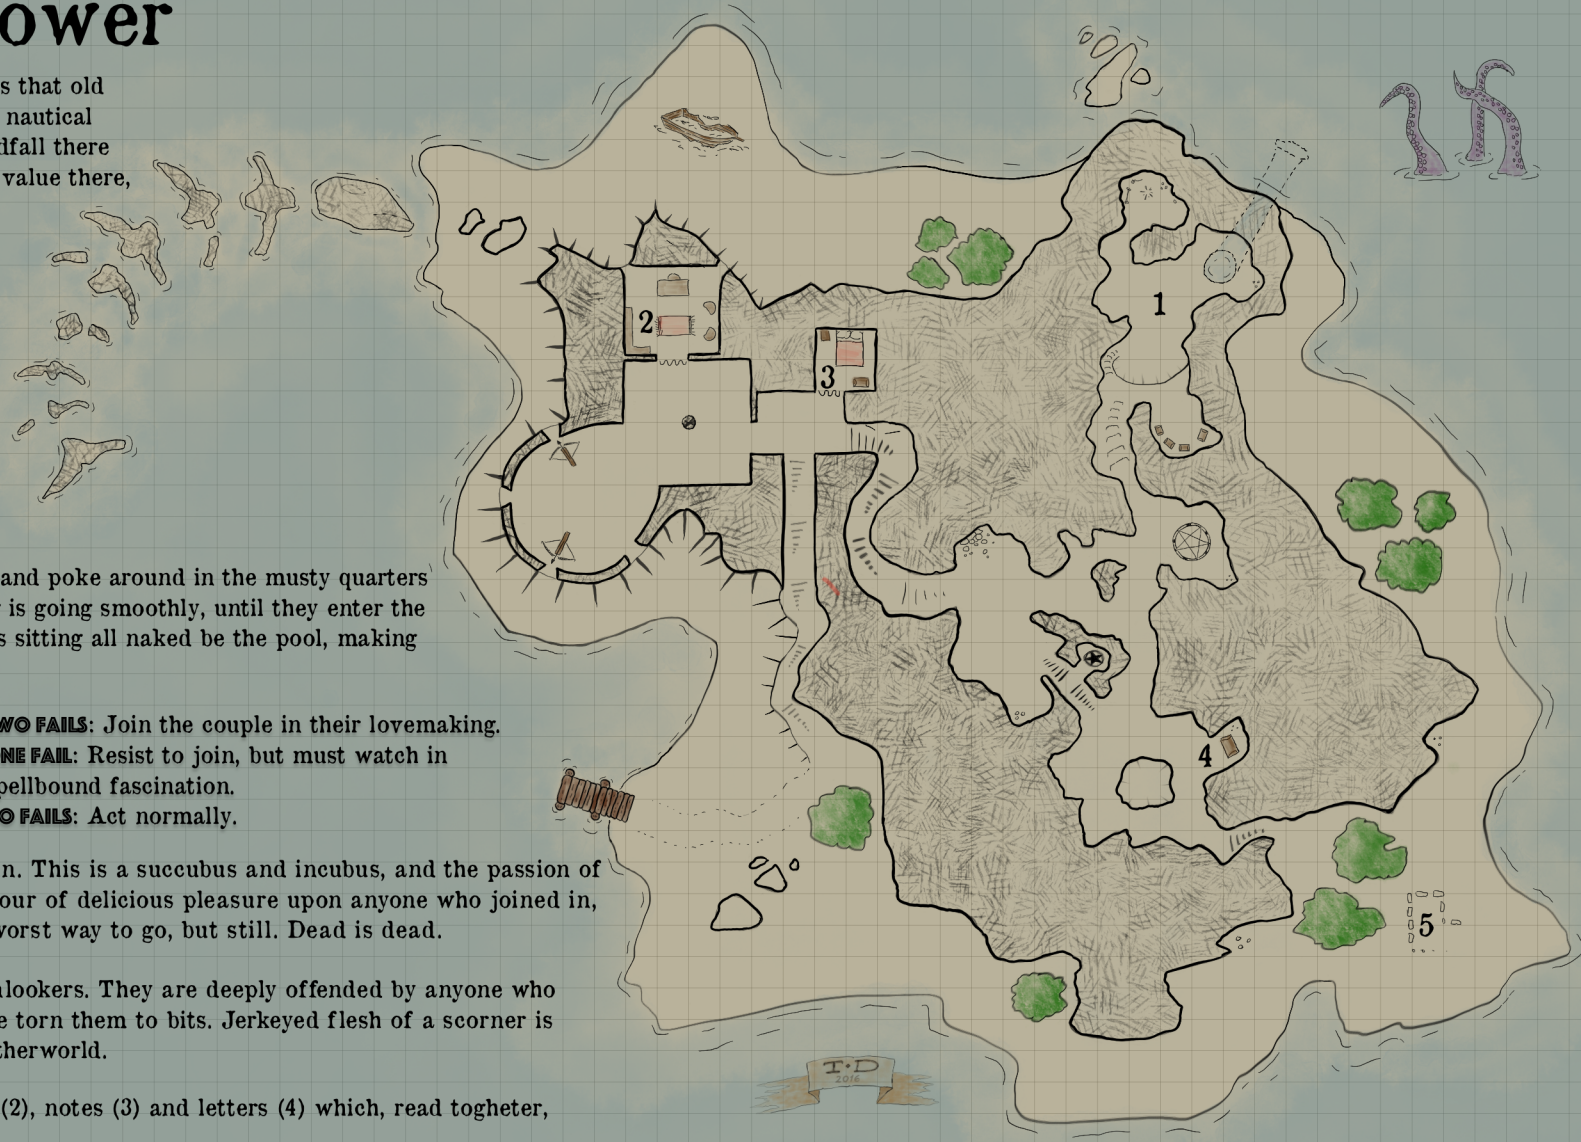 ower
s that old
nautical
dfall there
value there,
and poke around in the musty quarters
is going smoothly, until they enter the
s sitting all naked be the pool, making
WO FAILS: Join the couple in their lovemaking.
NE FAIL: Resist to join, but must watch in
pellbound fascination.
O FAILS: Act normally.
n. This is a succubus and incubus, and the passion of
our of delicious pleasure upon anyone who joined in,
worst way to go, but still. Dead is dead.
nlookers. They are deeply offended by anyone who
e torn them to bits. Jerkeyed flesh of a scorner is
therworld.
(2), notes (3) and letters (4) which, read togheter,
1
2
3
4
5
T·D
2016